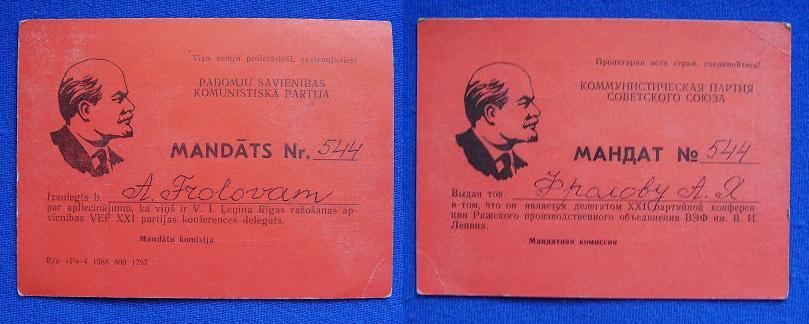 Visu zemju proletārieši, savienojieties!
PADOMJU SAVIENĪBAS
KOMUNISTISKĀ PARTIJA
MANDĀTS Nr. 544
Izsniegts b. A. Frolovam
par apliecinājumu, ka viņš ir V. I. Ļeņina Rīgas ražošanas ap-
vienības VEF XXI partijas konferences delegāts.
Mandātu komisija
R/a «P»-4 1988 800 1797
Пролетарии всех стран, соединяйтесь!
КОММУНИСТИЧЕСКАЯ ПАРТИЯ
СОВЕТСКОГО СОЮЗА
МАНДАТ № 544
Выдан тов. Фролову А. Я
в том, что он является делегатом XXI партийной конферен-
ции Рижского производственного объединения ВЭФ им. В. И.
Ленина.
Мандатная комиссия